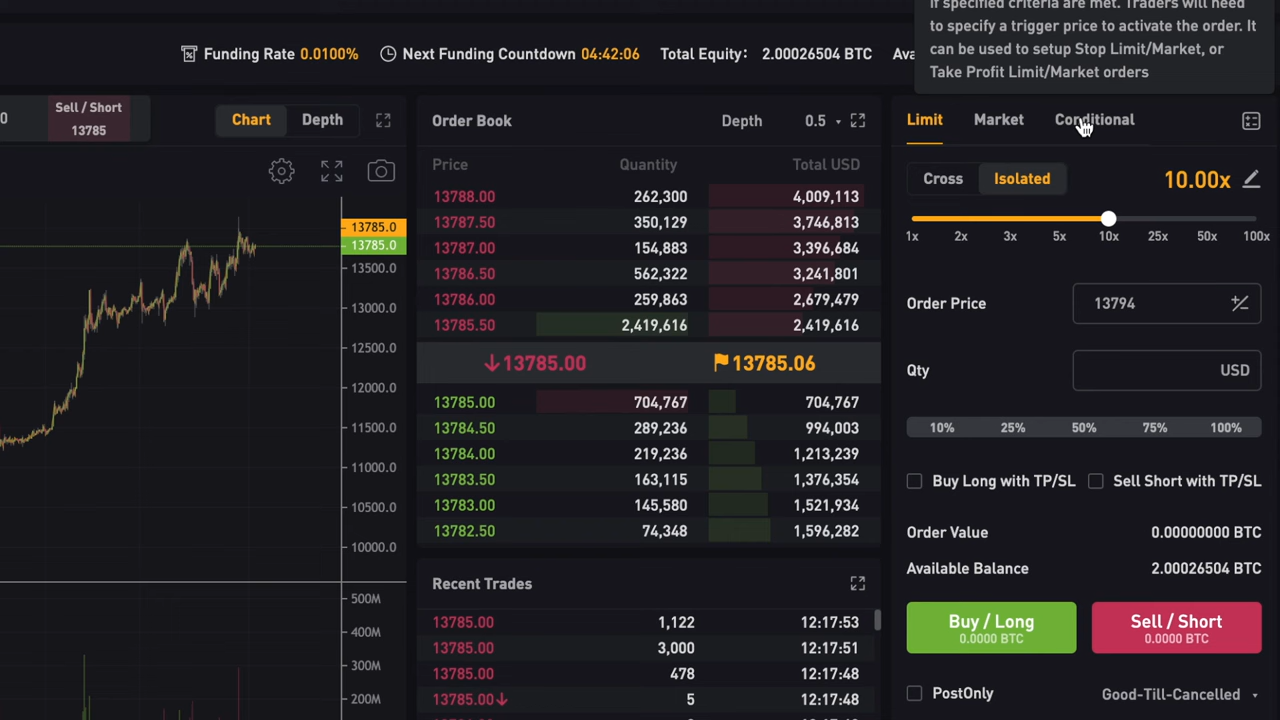 if specified criteria are met. Traders will need
to specify a trigger price to activate the order. It
can be used to setup Stop Limit/Market, or
Take Profit Limit/Market orders
Funding Rate 0.0100% Next Funding Countdown 04:42:06 Total Equity: 2.00026504 BTC Ava
0 Sell / Short
13785
Chart Depth
13785.0
13785.0
13500.0
13000.0
12500.0
12000.0
11500.0
11000.0
10500.0
10000.0
500M
400M
300M
200M
Order Book Depth 0.5
Price Quantity Total USD
13788.00 262,300 4,009,113
13787.50 350,129 3,746,813
13787.00 154,883 3,396,684
13786.50 562,322 3,241,801
13786.00 259,863 2,679,479
13785.50 2,419,616 2,419,616
↓13785.00 13785.06
13785.00 704,767 704,767
13784.50 289,236 994,003
13784.00 219,236 1,213,239
13783.50 163,115 1,376,354
13783.00 145,580 1,521,934
13782.50 74,348 1,596,282
Recent Trades
13785.00 1,122 12:17:53
13785.00 3,000 12:17:51
13785.00 478 12:17:48
13785.00↓ 5 12:17:48
Limit Market Conditional
Cross Isolated 10.00x
1x 2x 3x 5x 10x 25x 50x 100x
Order Price 13794 +/-
Qty USD
10% 25% 50% 75% 100%
Buy Long with TP/SL Sell Short with TP/SL
Order Value 0.00000000 BTC
Available Balance 2.00026504 BTC
Buy / Long Sell / Short
0.0000 BTC 0.0000 BTC
PostOnly Good-Till-Cancelled